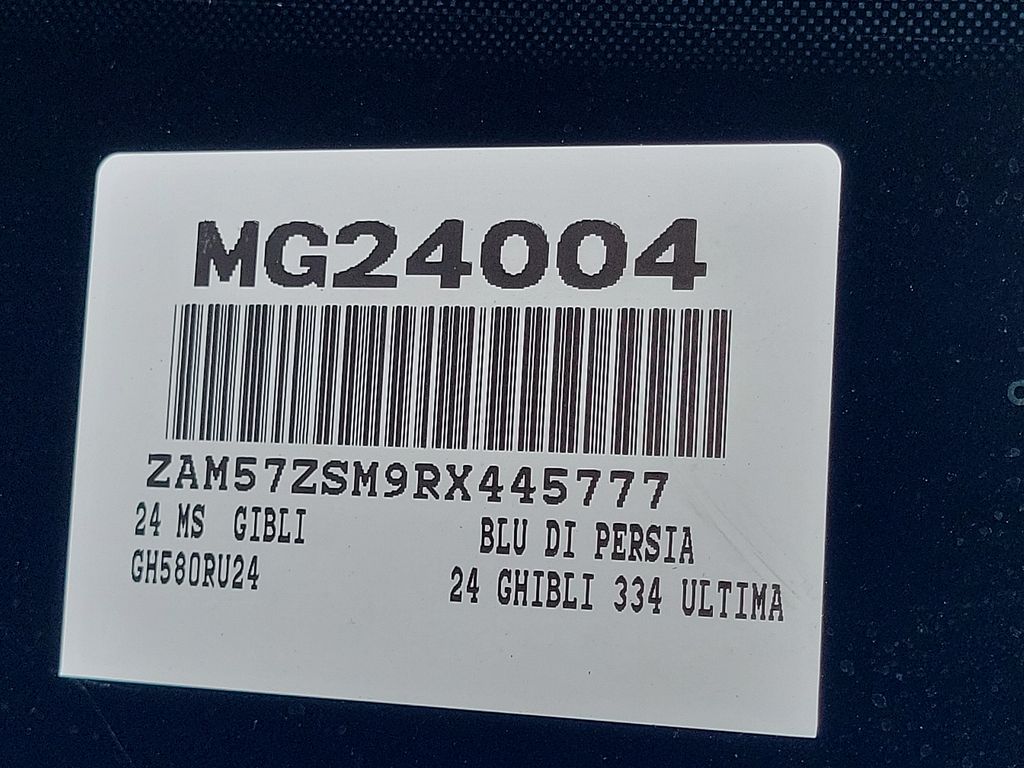 MG24004
ZAM57ZSM9RX445777
24 MS GIBLI BLU DI PERSIA
GH580RU24 24 GHIBLI 334 ULTIMA